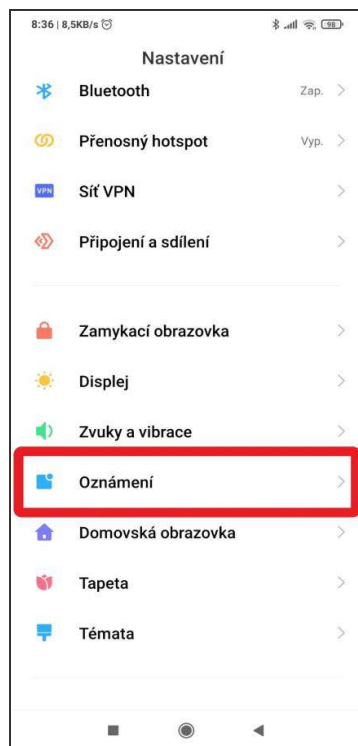 8:36 | 8,5KB/s 98
Nastavení
Bluetooth Zap.
Přenosný hotspot Vyp.
VPN Síť VPN
Připojení a sdílení
Zamykací obrazovka
Displej
Zvuky a vibrace
Oznámení
Domovská obrazovka
Tapeta
Témata